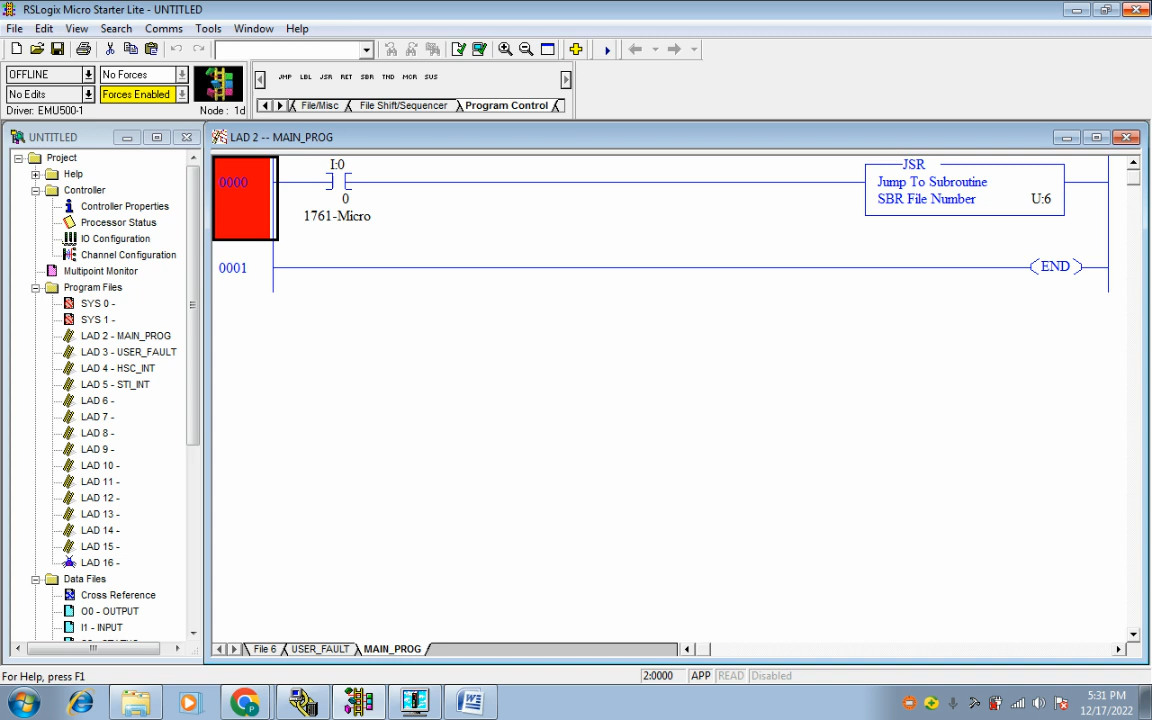 RSLogix Micro Starter Lite - UNTITLED
File Edit View Search Comms Tools Window Help
OFFLINE No Forces
No Edits Forces Enabled
Driver: EMU500-1 Node : 1d
JMP LBL JSR RET SBR TND MCR SUS
File/Misc File Shift/Sequencer Program Control
UNTITLED
Project
Help
Controller
Controller Properties
Processor Status
IO Configuration
Channel Configuration
Multipoint Monitor
Program Files
SYS 0 -
SYS 1 -
LAD 2 - MAIN_PROG
LAD 3 - USER_FAULT
LAD 4 - HSC_INT
LAD 5 - STI_INT
LAD 6 -
LAD 7 -
LAD 8 -
LAD 9 -
LAD 10 -
LAD 11 -
LAD 12 -
LAD 13 -
LAD 14 -
LAD 15 -
LAD 16 -
Data Files
Cross Reference
O0 - OUTPUT
I1 - INPUT
LAD 2 -- MAIN_PROG
0000
I:0
0
1761-Micro
JSR
Jump To Subroutine
SBR File Number U:6
0001
END
File 6 USER_FAULT MAIN_PROG
For Help, press F1
2:0000 APP READ Disabled
5:31 PM
12/17/2022